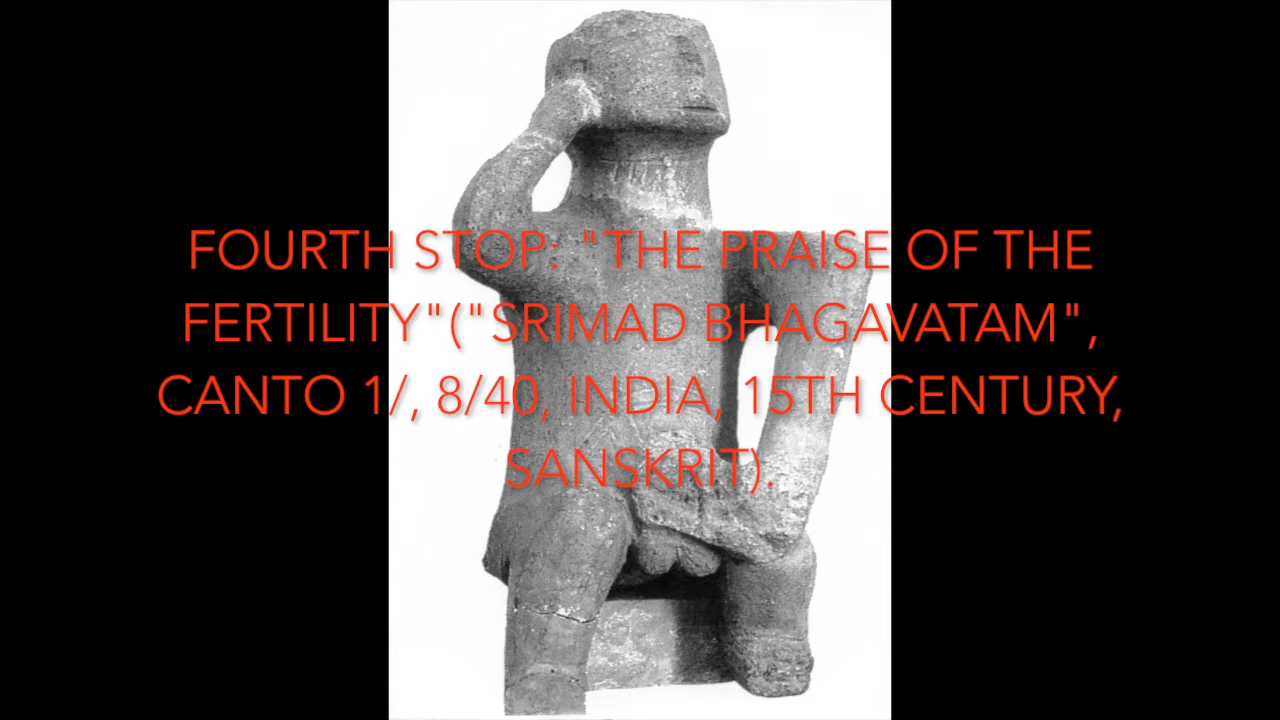 FOURTH STOP: "THE PRAISE OF THE
FERTILITY"("SRIMAD BHAGAVATAM",
CANTO 1/, 8/40, INDIA, 15TH CENTURY,
SANSKRIT).